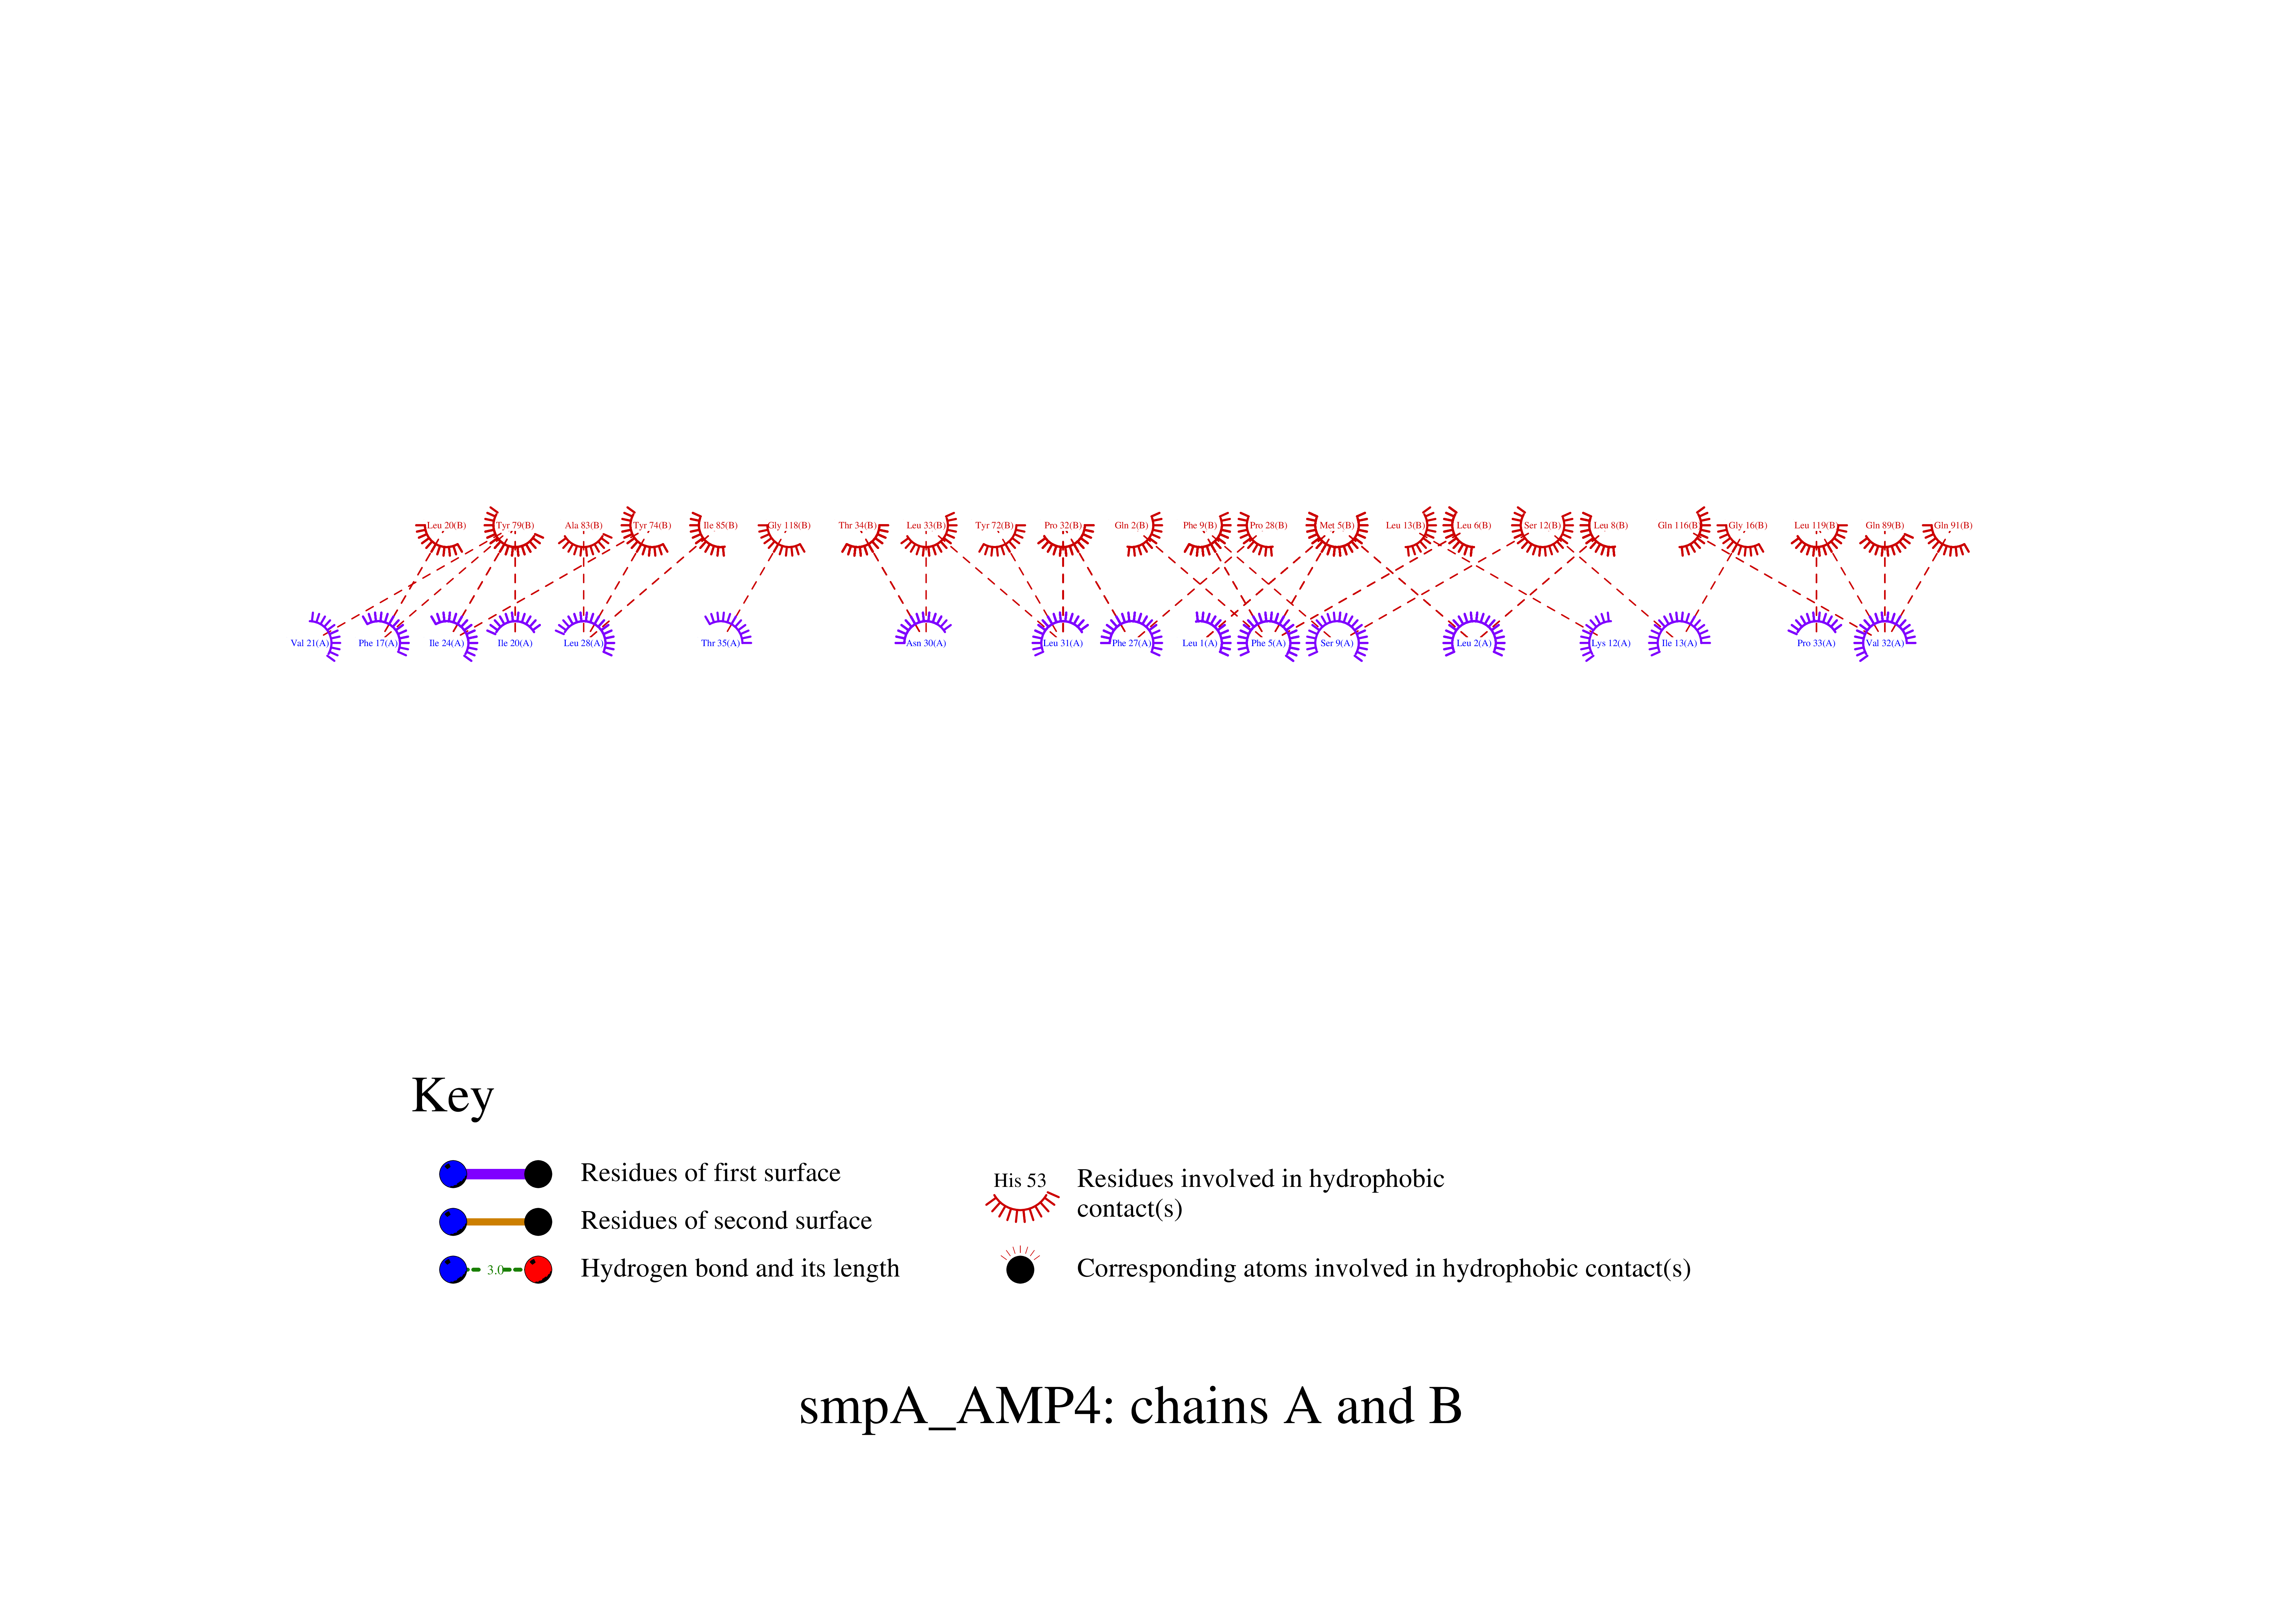 Leu 20(B) Tyr 79(B) Ala 83(B) Tyr 74(B) Ile 85(B) Gly 118(B) Thr 34(B) Leu 33(B) Tyr 72(B) Pro 32(B) Gln 2(B) Phe 9(B) Pro 28(B) Met 5(B) Leu 13(B) Leu 6(B) Ser 12(B) Leu 8(B) Gln 116(B) Gly 16(B) Leu 119(B) Gln 89(B) Gln 91(B)
Val 21(A) Phe 17(A) Ile 24(A) Ile 20(A) Leu 28(A) Thr 35(A) Asn 30(A) Leu 31(A) Phe 27(A) Leu 1(A) Phe 5(A) Ser 9(A) Leu 2(A) Lys 12(A) Ile 13(A) Pro 33(A) Val 32(A)
Key
Residues of first surface
Residues of second surface
3.0 Hydrogen bond and its length
His 53 Residues involved in hydrophobic
contact(s)
Corresponding atoms involved in hydrophobic contact(s)
smpA_AMP4: chains A and B